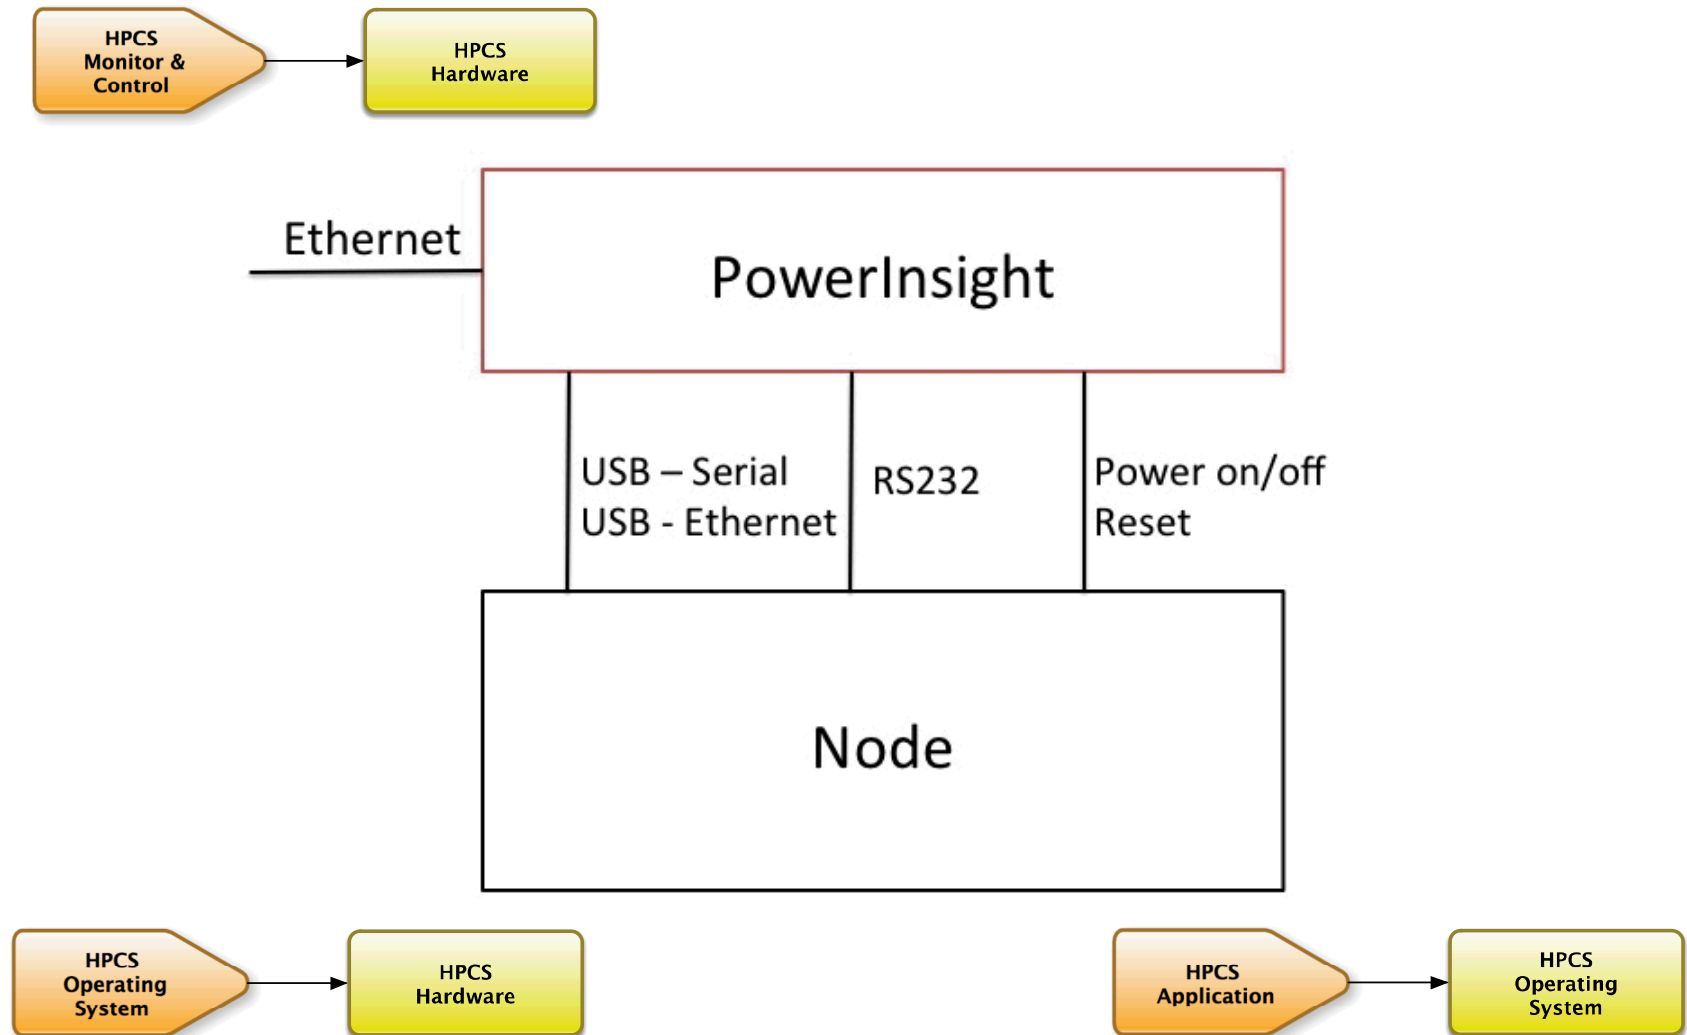 HPCS
Monitor &
Control
HPCS
Hardware
Ethernet
PowerInsight
USB – Serial
USB - Ethernet
RS232
Power on/off
Reset
Node
HPCS
Operating
System
HPCS
Hardware
HPCS
Application
HPCS
Operating
System